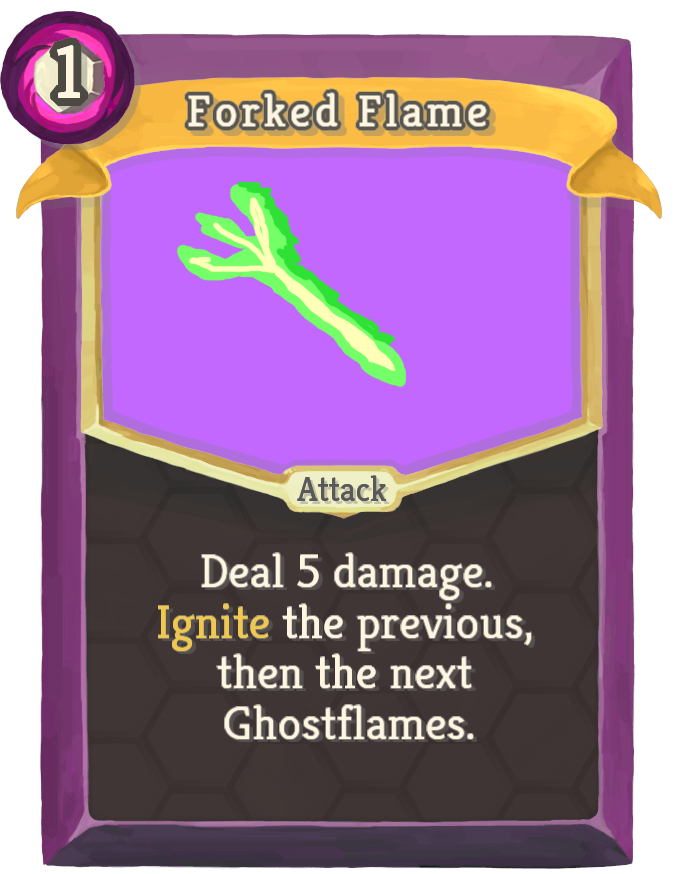 1
Forked Flame
Attack
Deal 5 damage.
Ignite the previous,
then the next
Ghostflames.